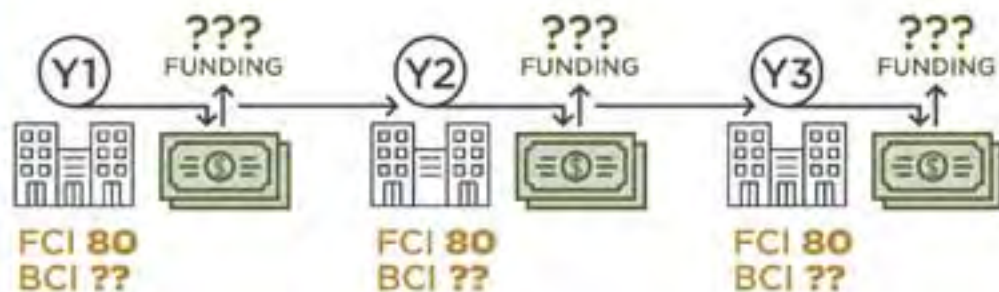 ??? ??? ???
Y1 FUNDING Y2 FUNDING Y3 FUNDING
$ $ $
FCI 80 FCI 80 FCI 80
BCI ?? BCI ?? BCI ??